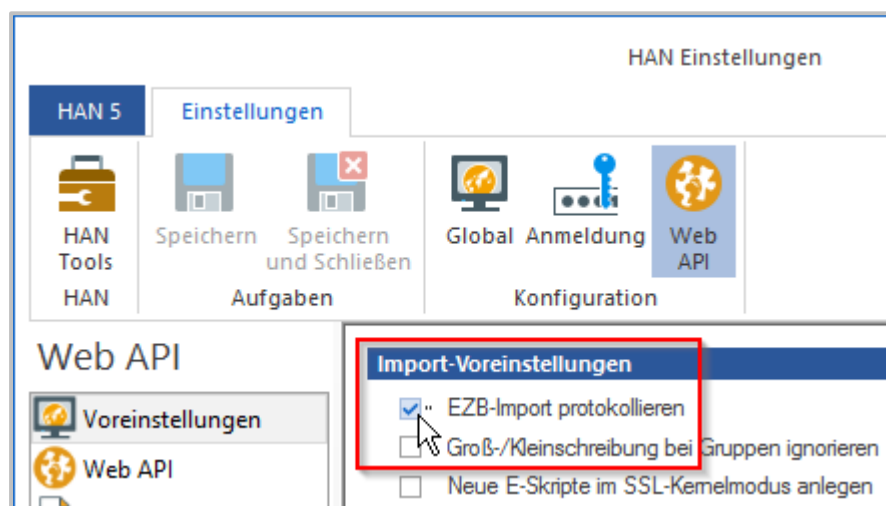 HAN Einstellungen
HAN 5
Einstellungen
HAN
Tools
Speichern
Speichern
und Schließen
Global
Anmeldung
Web
API
HAN
Aufgaben
Konfiguration
Web API
Voreinstellungen
Web API
Import-Voreinstellungen
EZB-Import protokollieren
Groß-/Kleinschreibung bei Gruppen ignorieren
Neue E-Skripte im SSL-Kernelmodus anlegen